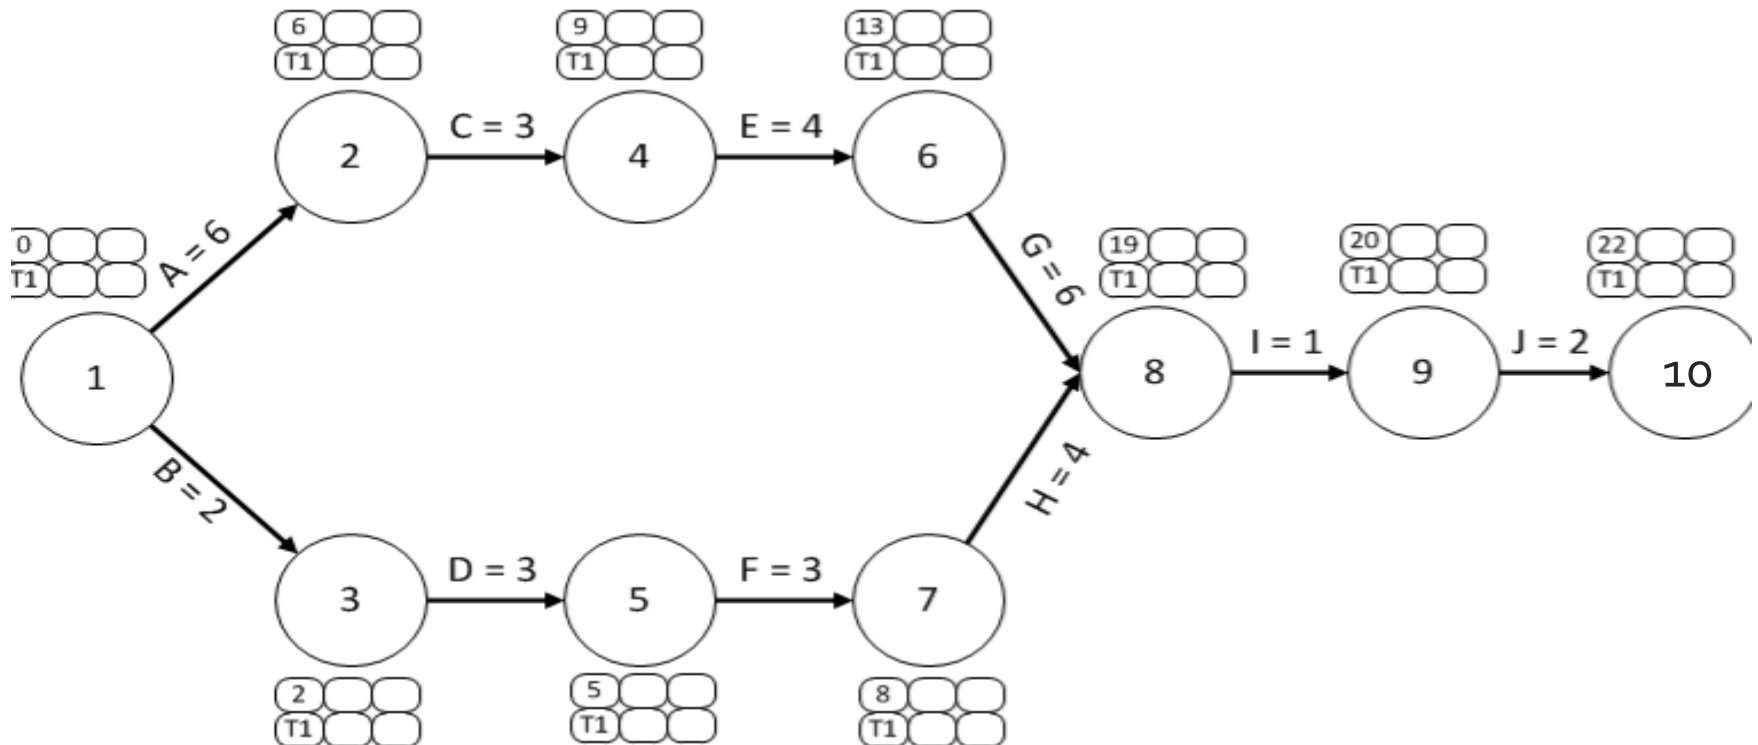 6
T1
9
T1
13
T1
C = 3
E = 4
2
4
6
0
T1
A = 6
G = 6
19
T1
20
T1
22
T1
1
I = 1
J = 2
8
9
10
B = 2
H = 4
D = 3
F = 3
3
5
7
2
T1
5
T1
8
T1